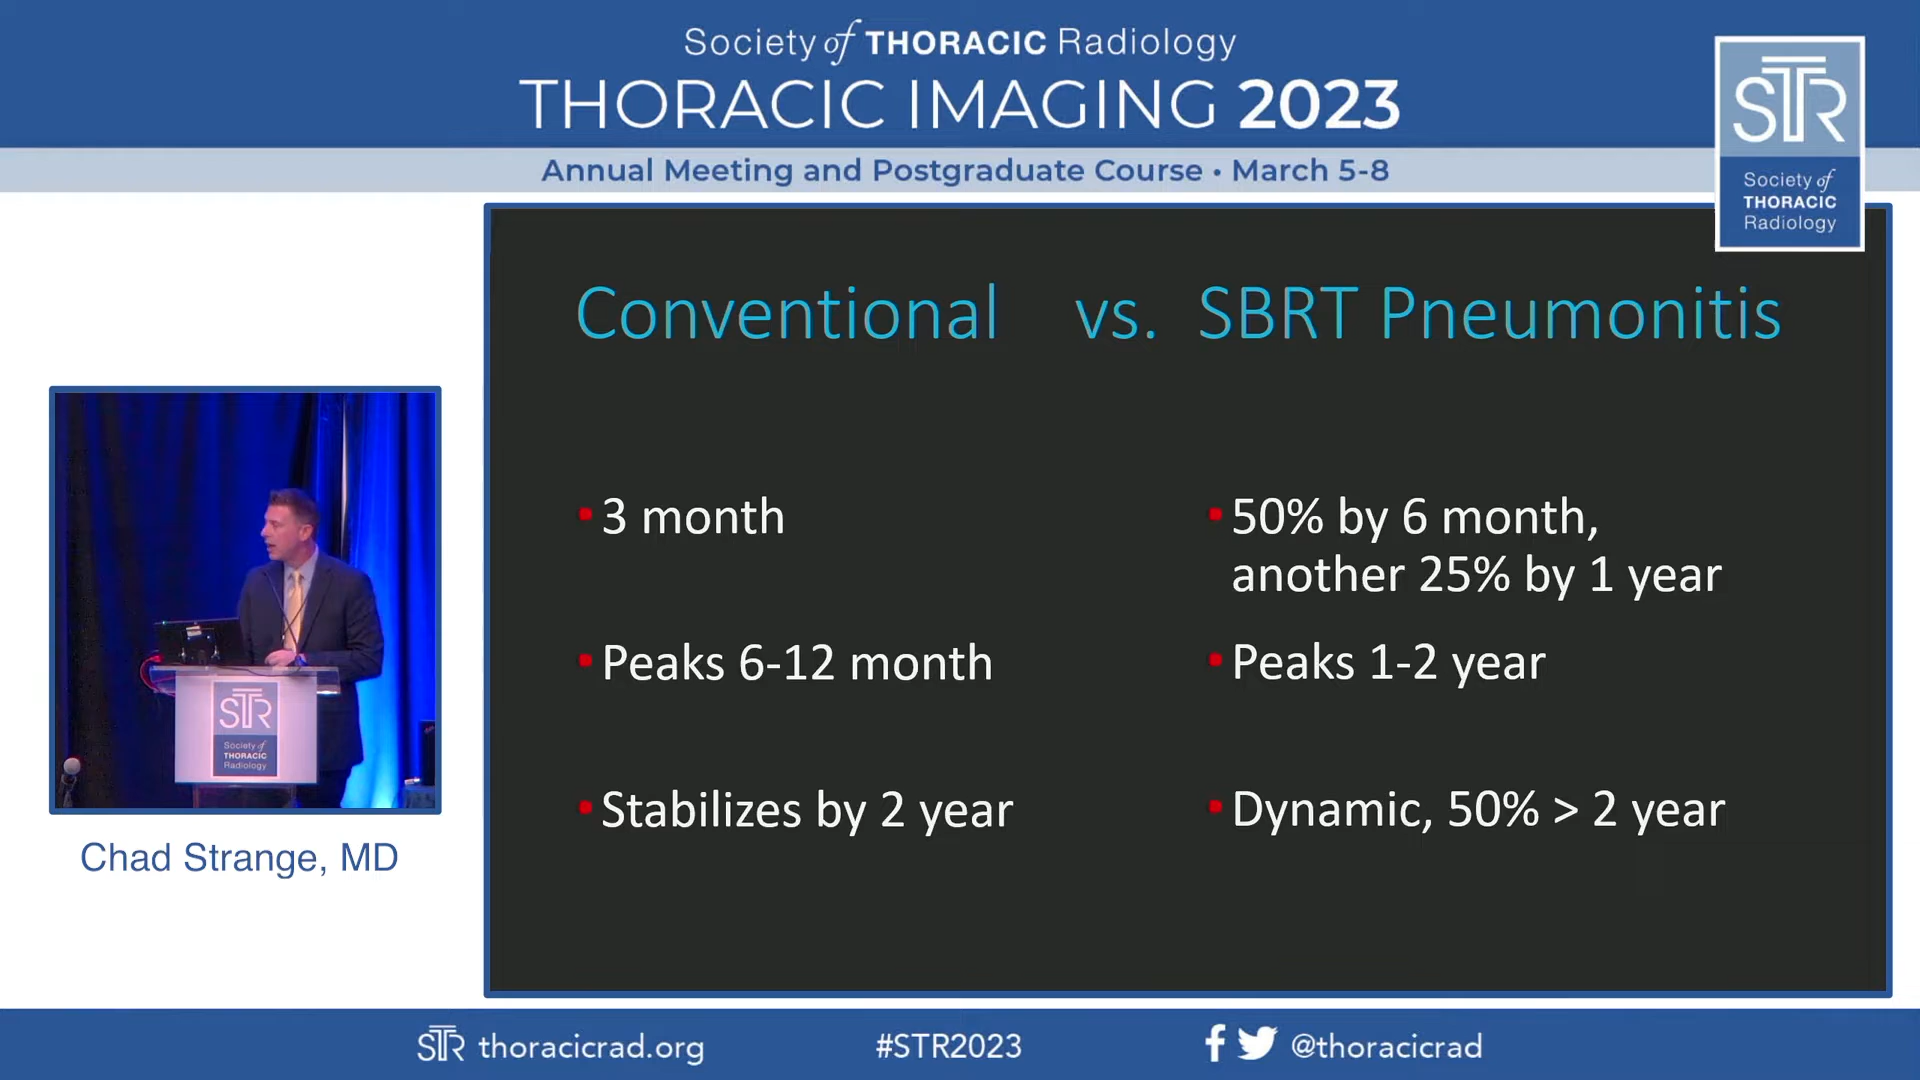 Society of THORACIC Radiology
THORACIC IMAGING 2023
Annual Meeting and Postgraduate Course • March 5-8
STR
Society of
THORACIC
Radiology
Conventional vs. SBRT Pneumonitis
• 3 month
• Peaks 6-12 month
• Stabilizes by 2 year
• 50% by 6 month,
another 25% by 1 year
• Peaks 1-2 year
• Dynamic, 50% > 2 year
STR
Society of
THORACIC
Radiology
Chad Strange, MD
STR thoracicrad.org
#STR2023
@thoracicrad